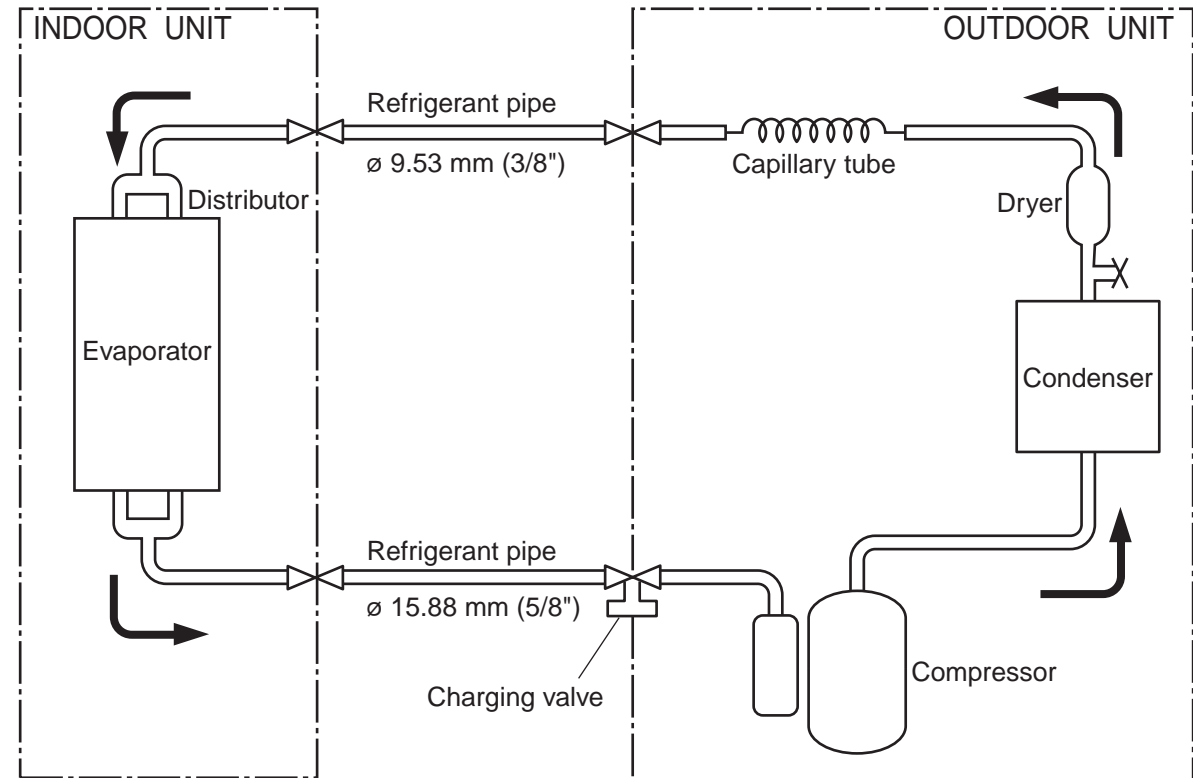 INDOOR UNIT
OUTDOOR UNIT
Refrigerant pipe
ø 9.53 mm (3/8")
Capillary tube
Distributor
Dryer
Evaporator
Condenser
Refrigerant pipe
ø 15.88 mm (5/8")
Charging valve
Compressor